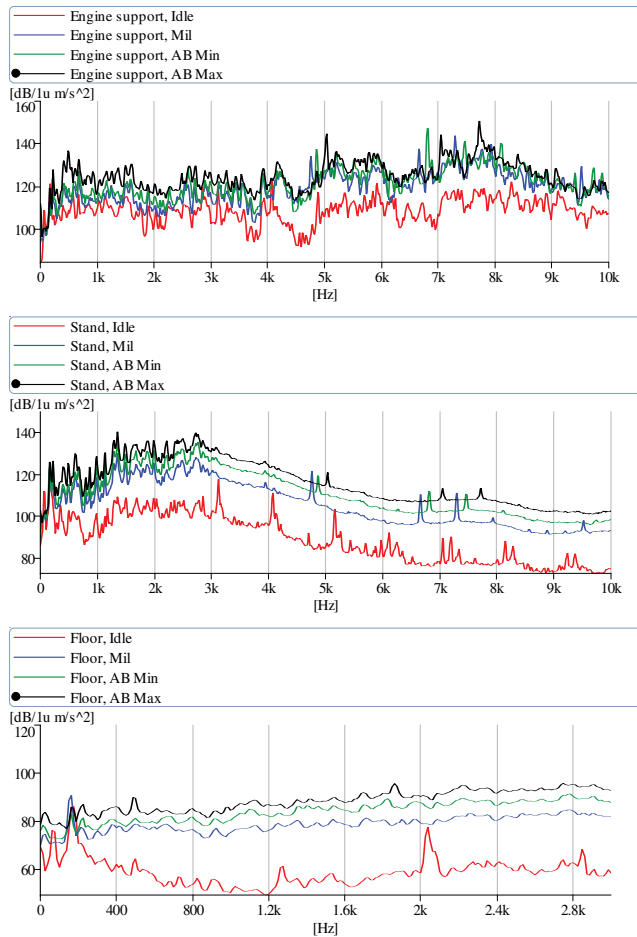 Engine support, Idle
Engine support, Mil
Engine support, AB Min
Engine support, AB Max
[dB/1u m/s^2]
160
140
120
100
0 1k 2k 3k 4k 5k 6k 7k 8k 9k 10k
[Hz]
Stand, Idle
Stand, Mil
Stand, AB Min
Stand, AB Max
[dB/1u m/s^2]
140
120
100
80
0 1k 2k 3k 4k 5k 6k 7k 8k 9k 10k
[Hz]
Floor, Idle
Floor, Mil
Floor, AB Min
Floor, AB Max
[dB/1u m/s^2]
120
100
80
60
0 400 800 1.2k 1.6k 2k 2.4k 2.8k
[Hz]